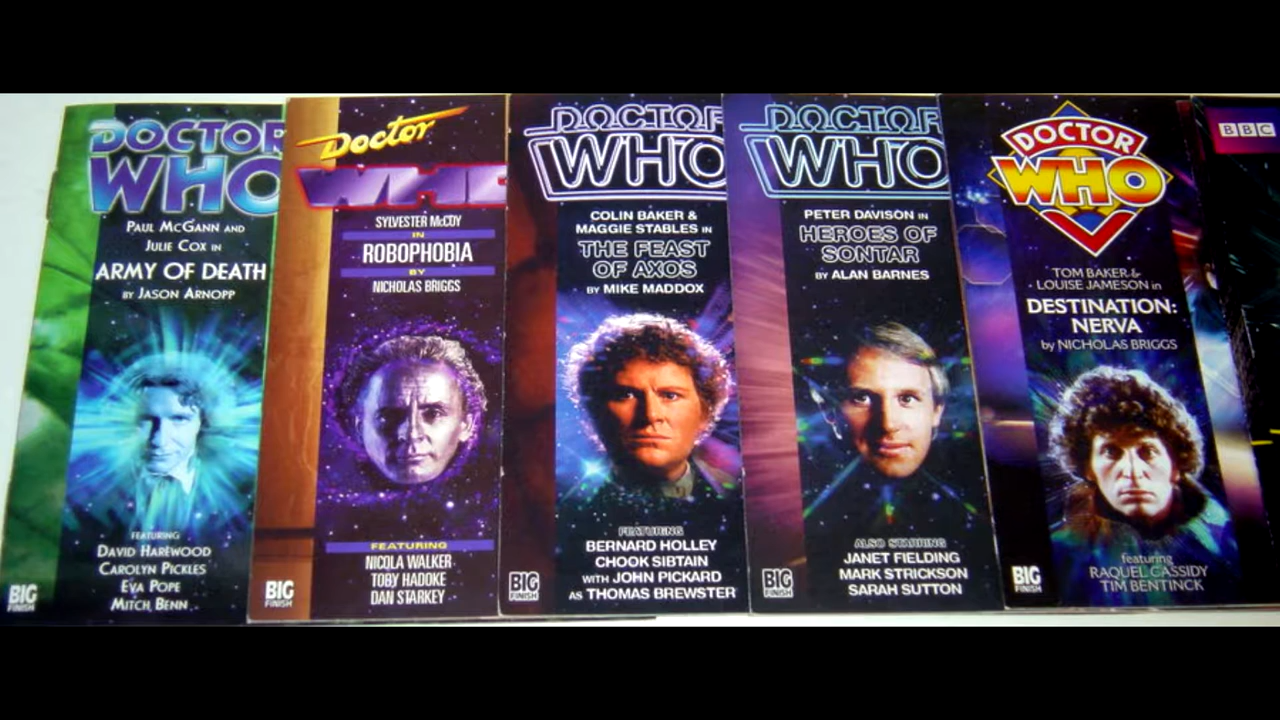 DOCTOR
WHO
PAUL MCGANN AND
JULIE COX IN
ARMY OF DEATH
BY JASON ARNOPP
FEATURING
DAVID HAREWOOD
CAROLYN PICKLES
EVA POPE
MITCH BENN
BIG
FINISH
Doctor
WHO
SYLVESTER McCOY
IN
ROBOPHOBIA
BY
NICHOLAS BRIGGS
FEATURING
NICOLA WALKER
TOBY HADOKE
DAN STARKEY
BIG
FINISH
DOCTOR
WHO
COLIN BAKER &
MAGGIE STABLES IN
THE FEAST
OF AXOS
BY MIKE MADDOX
FEATURING
BERNARD HOLLEY
CHOOK SIBTAIN
WITH JOHN PICKARD
AS THOMAS BREWSTER
BIG
FINISH
DOCTOR
WHO
PETER DAVISON IN
HEROES OF
SONTAR
BY ALAN BARNES
ALSO STARRING
JANET FIELDING
MARK STRICKSON
SARAH SUTTON
BIG
FINISH
DOCTOR
WHO
TOM BAKER &
LOUISE JAMESON in
DESTINATION:
NERVA
by NICHOLAS BRIGGS
featuring
RAQUEL CASSIDY
TIM BENTINCK
BIG
FINISH
BBC